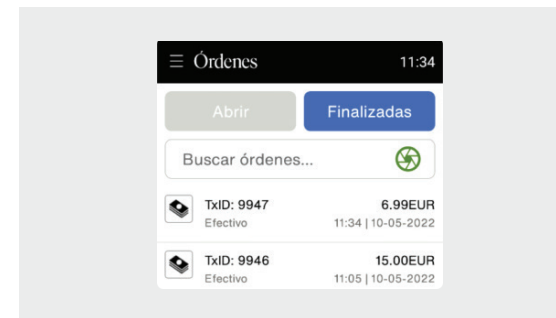 Órdenes 11:34
Abrir Finalizadas
Buscar órdenes...
TxID: 9947 6.99EUR
Efectivo 11:34 | 10-05-2022
TxID: 9946 15.00EUR
Efectivo 11:05 | 10-05-2022